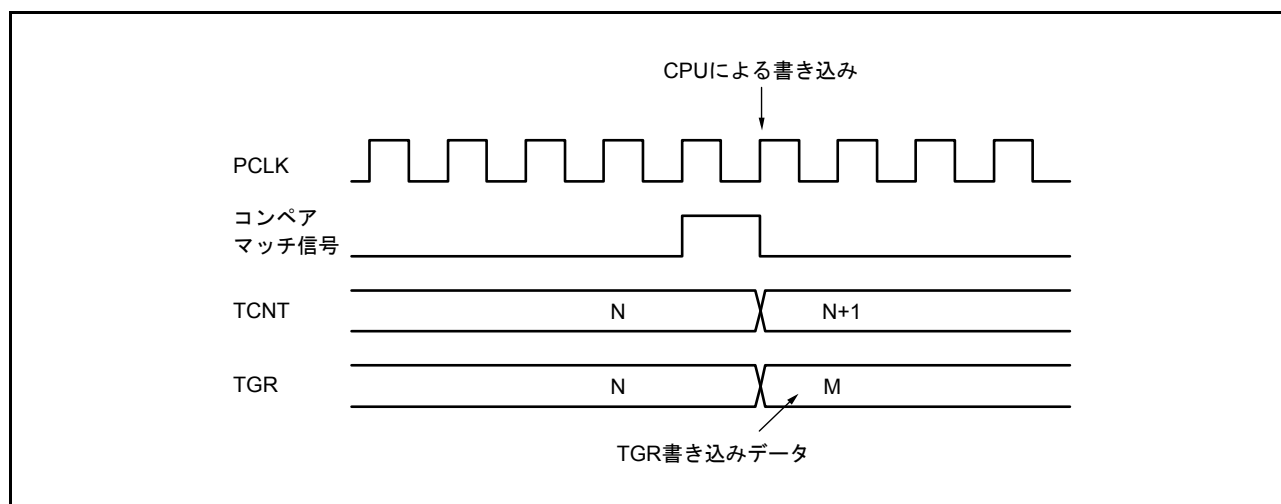 CPUによる書き込み
PCLK
コンペア
マッチ信号
TCNT
N
N+1
TGR
N
M
TGR書き込みデータ